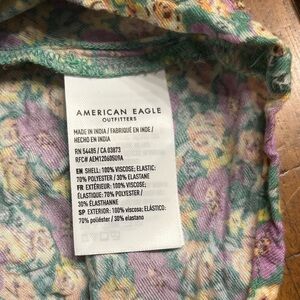 AMERICAN EAGLE
OUTFITTERS
MADE IN INDIA / FABRIQUÉ EN INDE /
HECHO EN INDIA
RN 54485 / CA 03873
RFC# AEM12060509A
EN SHELL: 100% VISCOSE; ELASTIC:
70% POLYESTER / 30% ELASTANE
FR EXTÉRIEUR: 100% VISCOSE;
ÉLASTIQUE: 70% POLYESTER /
30% ÉLASTHANNE
SP EXTERIOR: 100% viscosa; ELÁSTICO:
70% poliéster / 30% elastano